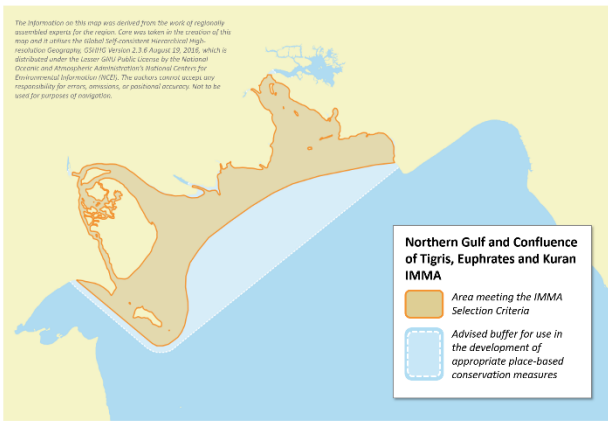 The information on this map was derived from the work of regionally
assembled experts for the region. Care was taken in the creation of this
map and it utilises the Global Self-consistent Hierarchical High-
resolution Geography, GSHHG Version 2.3.6 August 19, 2016, which is
distributed under the Lesser GNU Public License by the National
Oceanic and Atmospheric Administration's National Centers for
Environmental Information (NCEI). The authors cannot accept any
responsibility for errors, omissions, or positional accuracy. Not to be
used for purposes of navigation.
Northern Gulf and Confluence
of Tigris, Euphrates and Kuran
IMMA
Area meeting the IMMA
Selection Criteria
Advised buffer for use in
the development of
appropriate place-based
conservation measures